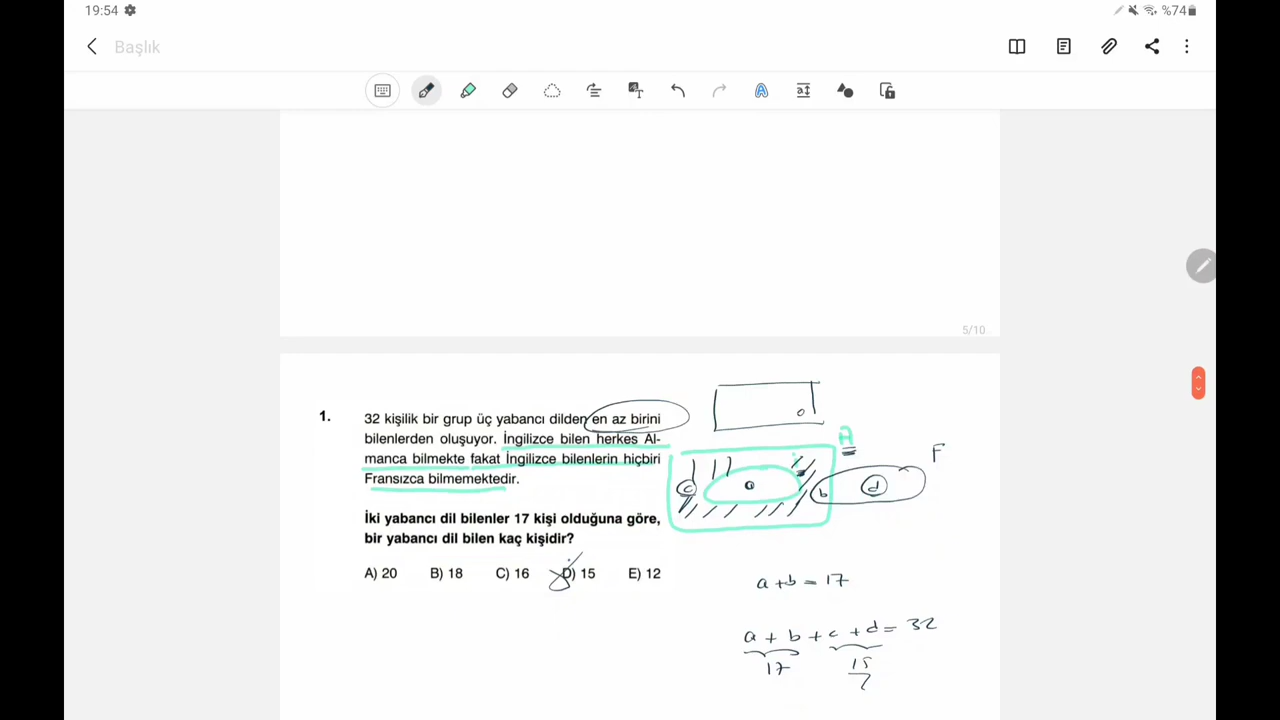 19:54
%74
Başlık
5/10
1. 32 kişilik bir grup üç yabancı dilden en az birini
bilenlerden oluşuyor. İngilizce bilen herkes Al-
manca bilmekte fakat İngilizce bilenlerin hiçbiri
Fransızca bilmemektedir.
İki yabancı dil bilenler 17 kişi olduğuna göre,
bir yabancı dil bilen kaç kişidir?
A) 20 B) 18 C) 16 D) 15 E) 12
0
A
F
c a b d
a + b = 17
a + b + c + d = 32
17 15